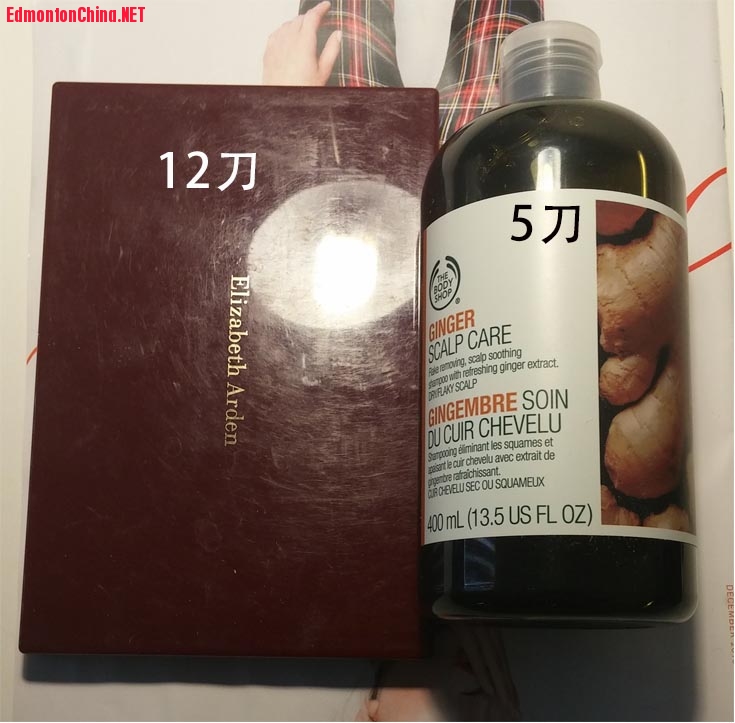 EdmontonChina.NET
12刀
5刀
Elizabeth Arden
THE
BODY
SHOP
®
GINGER
SCALP CARE
Flake removing, scalp soothing
shampoo with refreshing ginger extract.
DRY/FLAKY SCALP
GINGEMBRE SOIN
DU CUIR CHEVELU
Shampooing éliminant les squames et
apaisant le cuir chevelu avec extrait de
gingembre rafraîchissant.
CUIR CHEVELU SEC OU SQUAMEUX
400 mL (13.5 US FL OZ)
DECEMBER